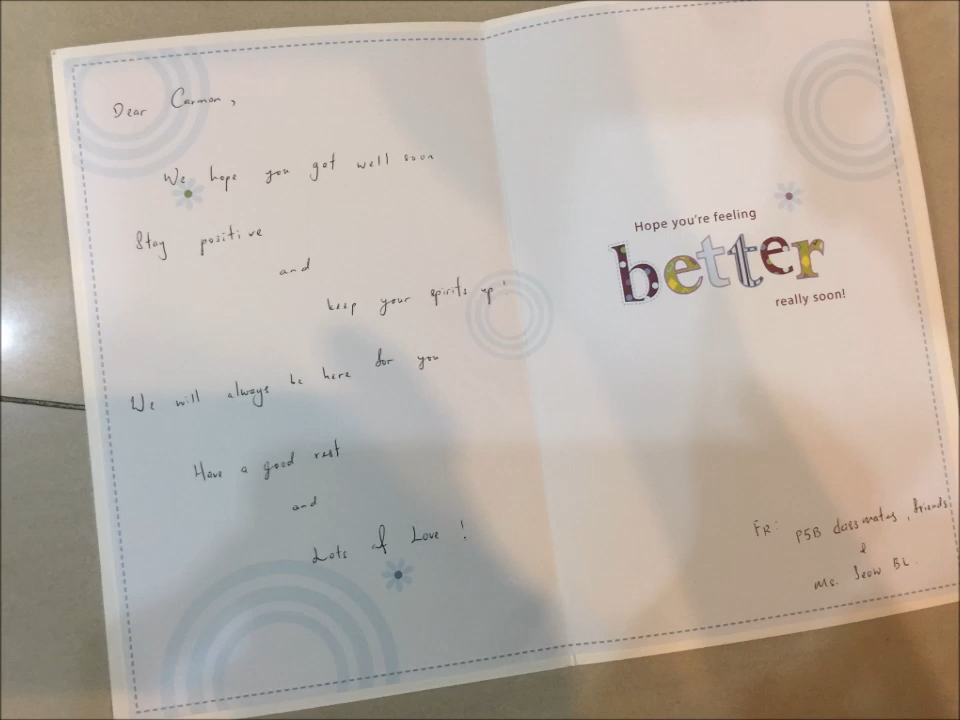 Dear Carmen,
We hope you get well soon
Stay positive
and
keep your spirits up!
We will always be here for you
Have a good rest
and
Lots of Love!
Hope you're feeling
better
really soon!
FR: P5B classmates, friends
&
Ms. Seow BL.